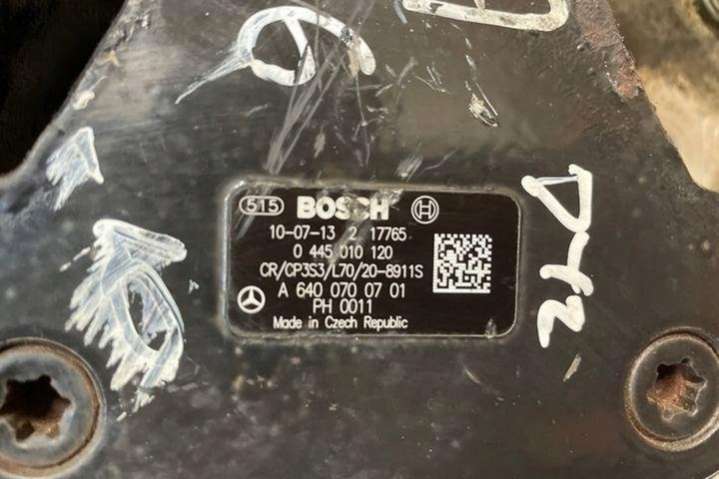 515 BOSCH
10-07-13 2 17765
0 445 010 120
CR/CP3S3/L70/20-8911S
A 640 070 07 01
PH 0011
Made in Czech Republic